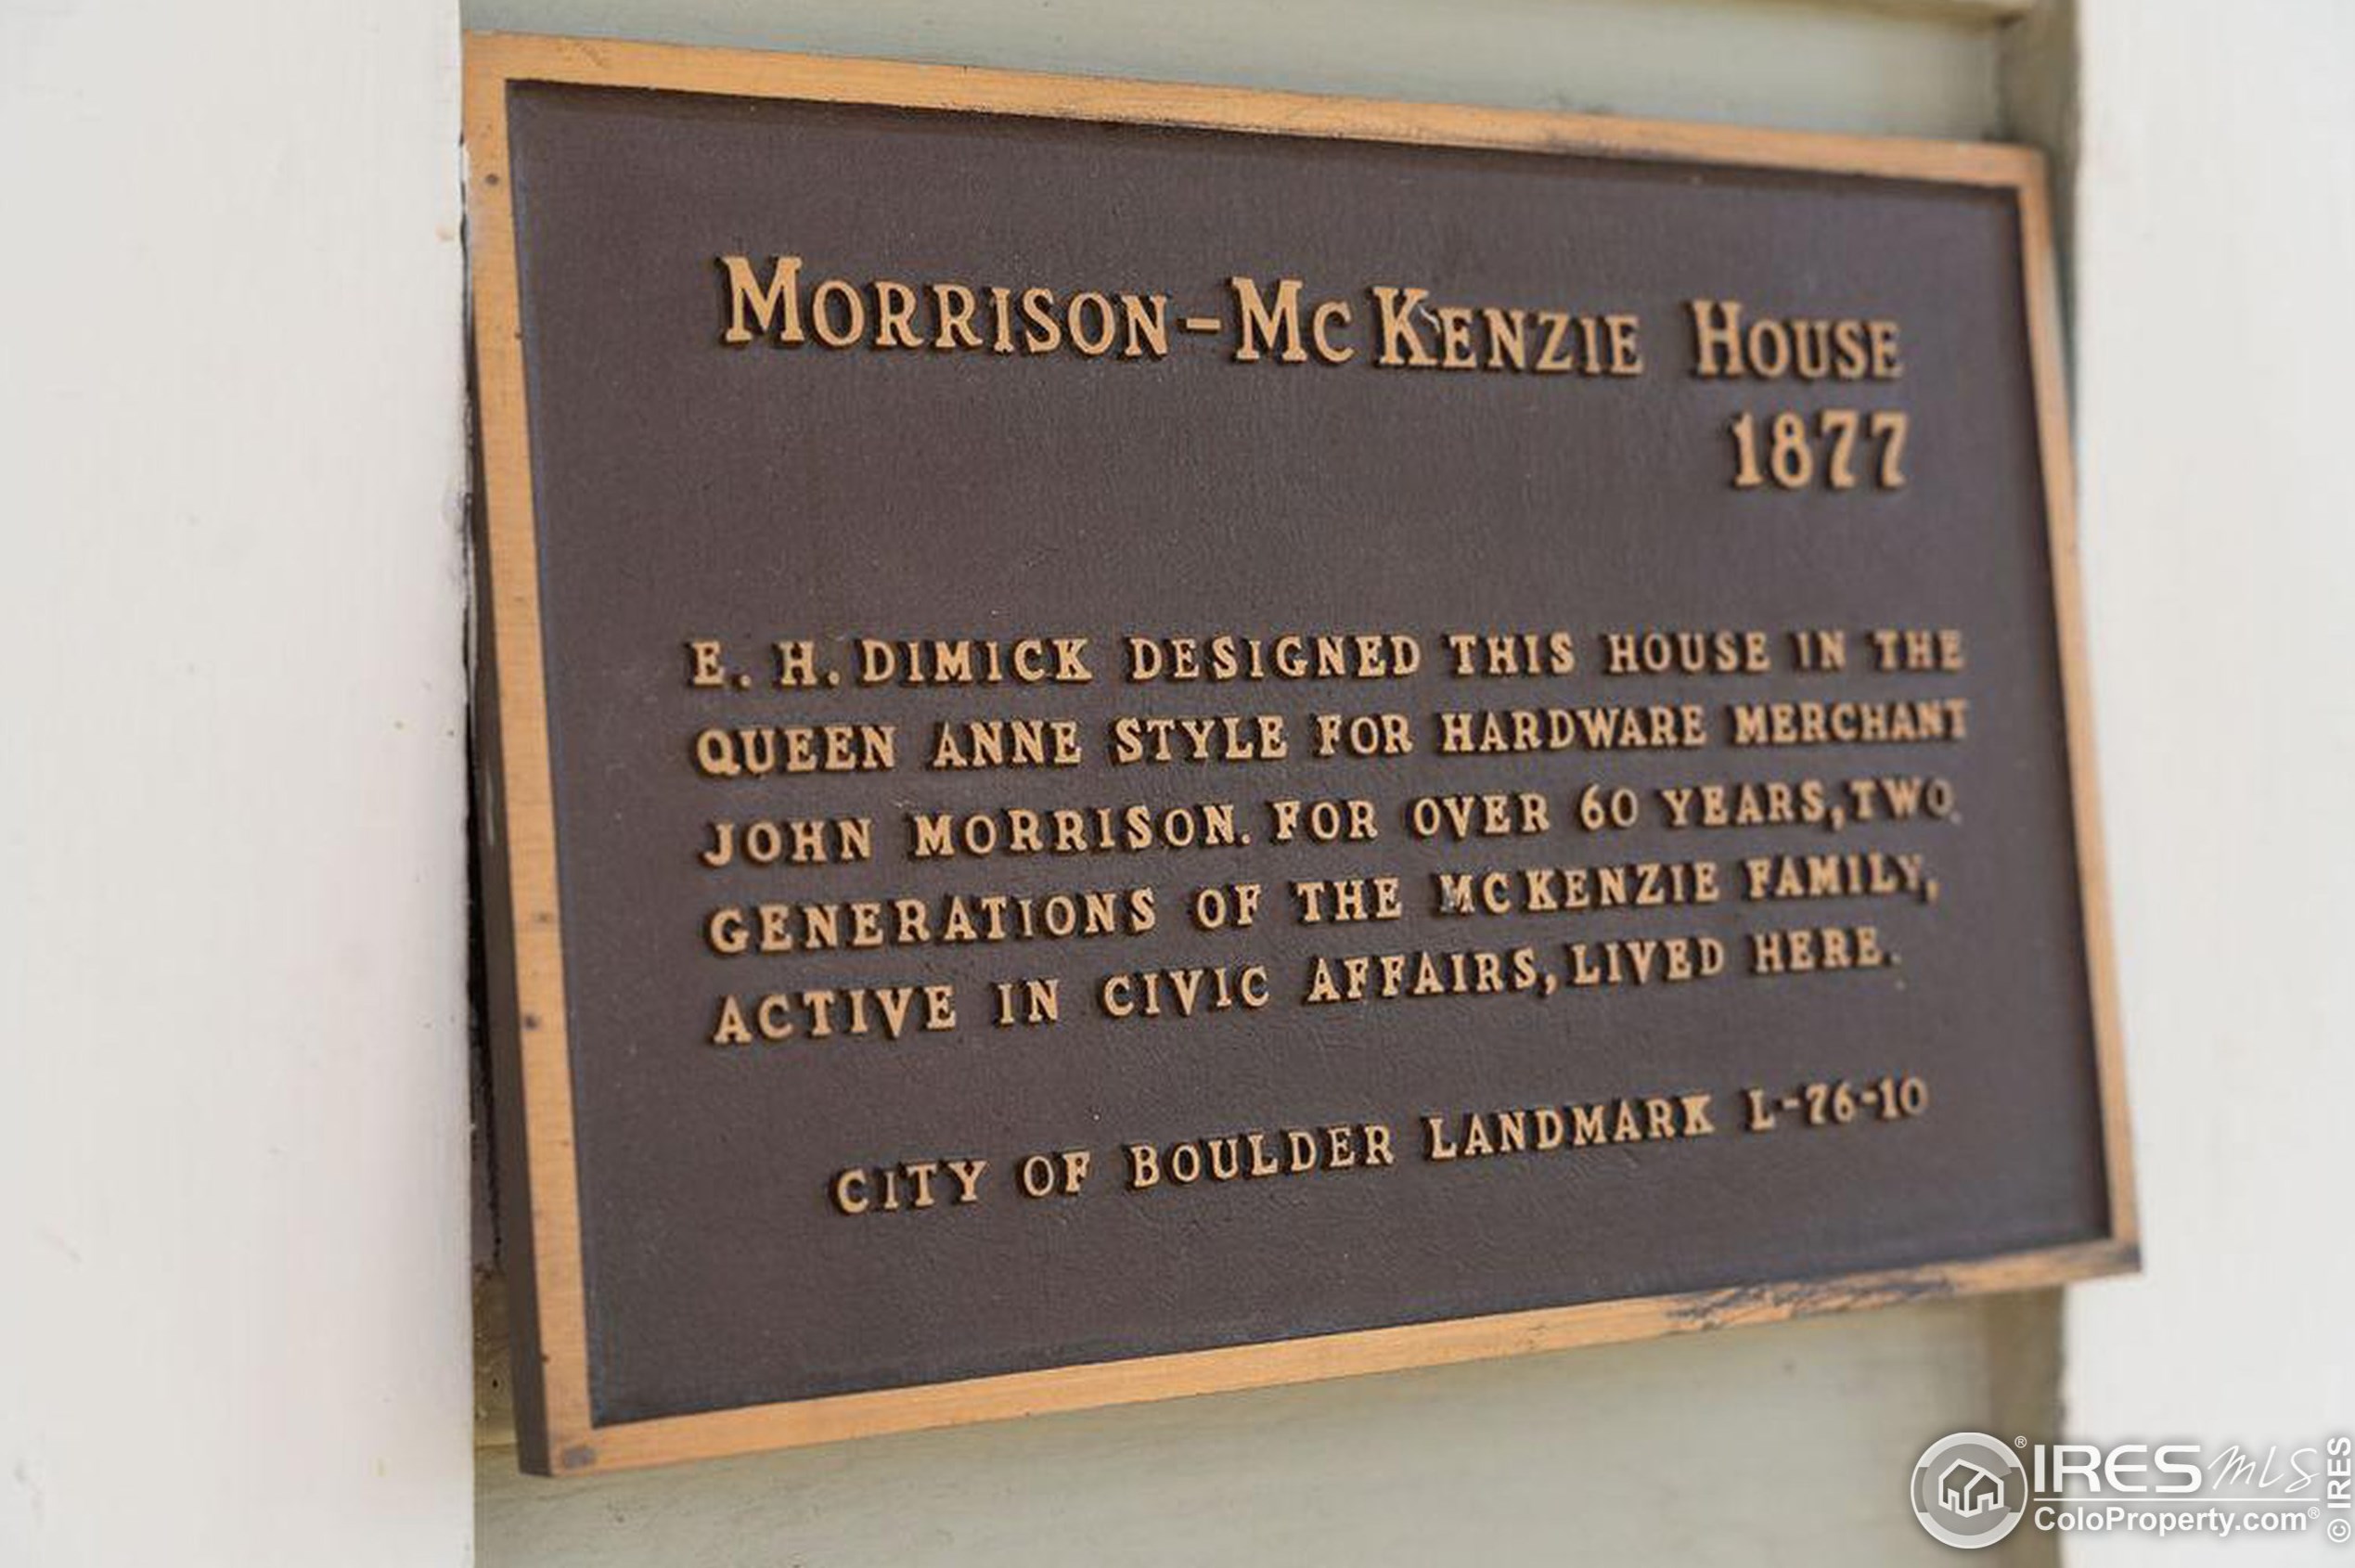 Morrison-McKenzie House
1877
E. H. DIMICK DESIGNED THIS HOUSE IN THE
QUEEN ANNE STYLE FOR HARDWARE MERCHANT
JOHN MORRISON. FOR OVER 60 YEARS, TWO
GENERATIONS OF THE MCKENZIE FAMILY,
ACTIVE IN CIVIC AFFAIRS, LIVED HERE.
CITY OF BOULDER LANDMARK L-76-10
® IRES MLS
ColoProperty.com®
© IRES